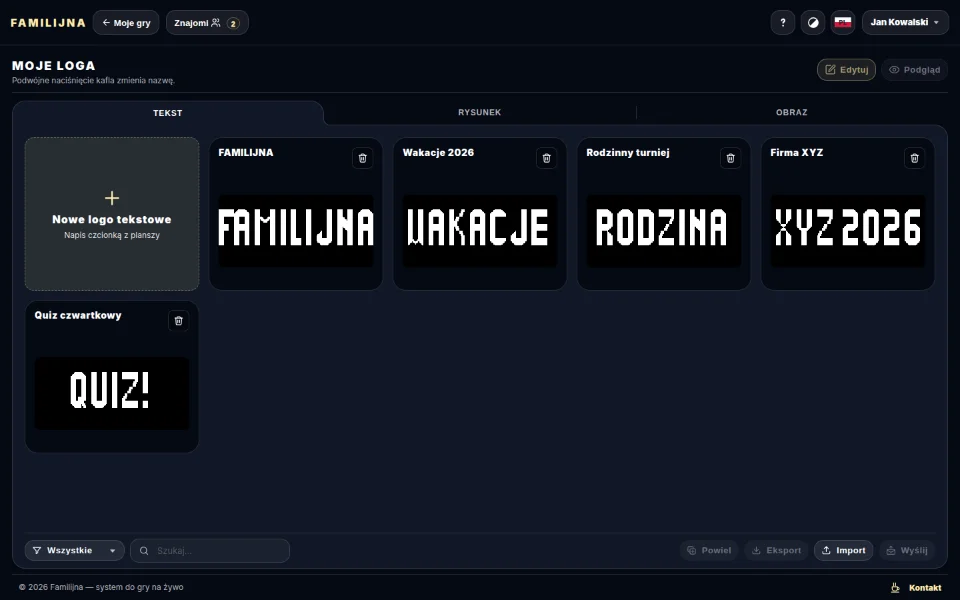 FAMILIJNA
Moje gry
Znajomi 2
?
PL
Jan Kowalski
MOJE LOGA
Podwójne naciśnięcie kafla zmienia nazwę.
Edytuj
Podgląd
TEKST
RYSUNEK
OBRAZ
Nowe logo tekstowe
Napis czcionką z planszy
FAMILIJNA
FAMILIJNA
Wakacje 2026
WAKACJE
Rodzinny turniej
RODZINA
Firma XYZ
XYZ 2026
Quiz czwartkowy
QUIZ!
Wszystkie
Szukaj...
Powiel
Eksport
Import
Wyślij
© 2026 Familijna — system do gry na żywo
Kontakt